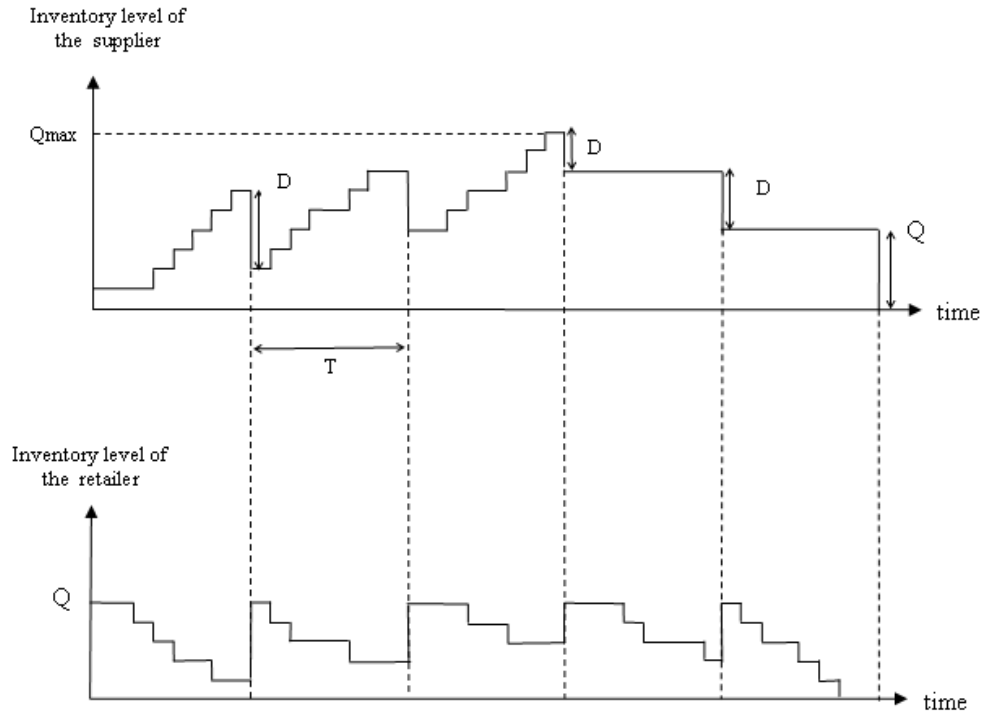 Inventory level of
the supplier
Qmax
D
D
D
Q
time
T
Inventory level of
the retailer
Q
time